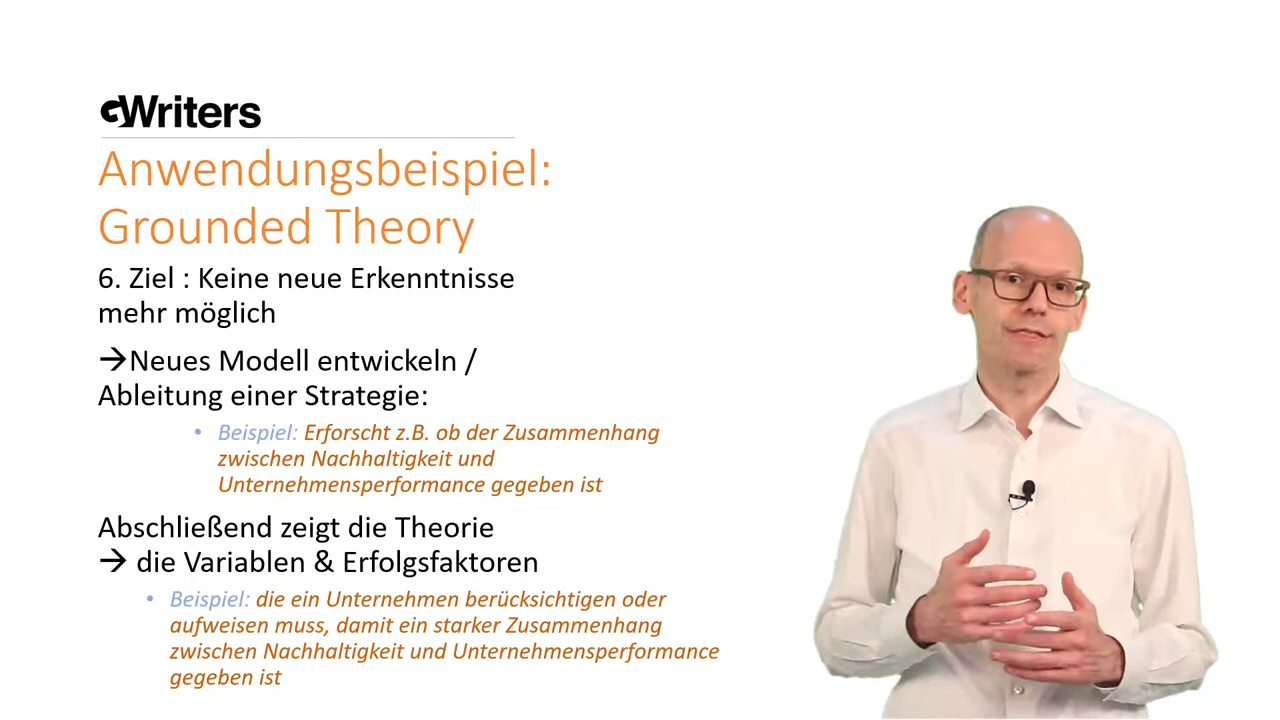 GWriters
Anwendungsbeispiel:
Grounded Theory
6. Ziel : Keine neue Erkenntnisse
mehr möglich
→Neues Modell entwickeln /
Ableitung einer Strategie:
• Beispiel: Erforscht z.B. ob der Zusammenhang
zwischen Nachhaltigkeit und
Unternehmensperformance gegeben ist
Abschließend zeigt die Theorie
→ die Variablen & Erfolgsfaktoren
• Beispiel: die ein Unternehmen berücksichtigen oder
aufweisen muss, damit ein starker Zusammenhang
zwischen Nachhaltigkeit und Unternehmensperformance
gegeben ist